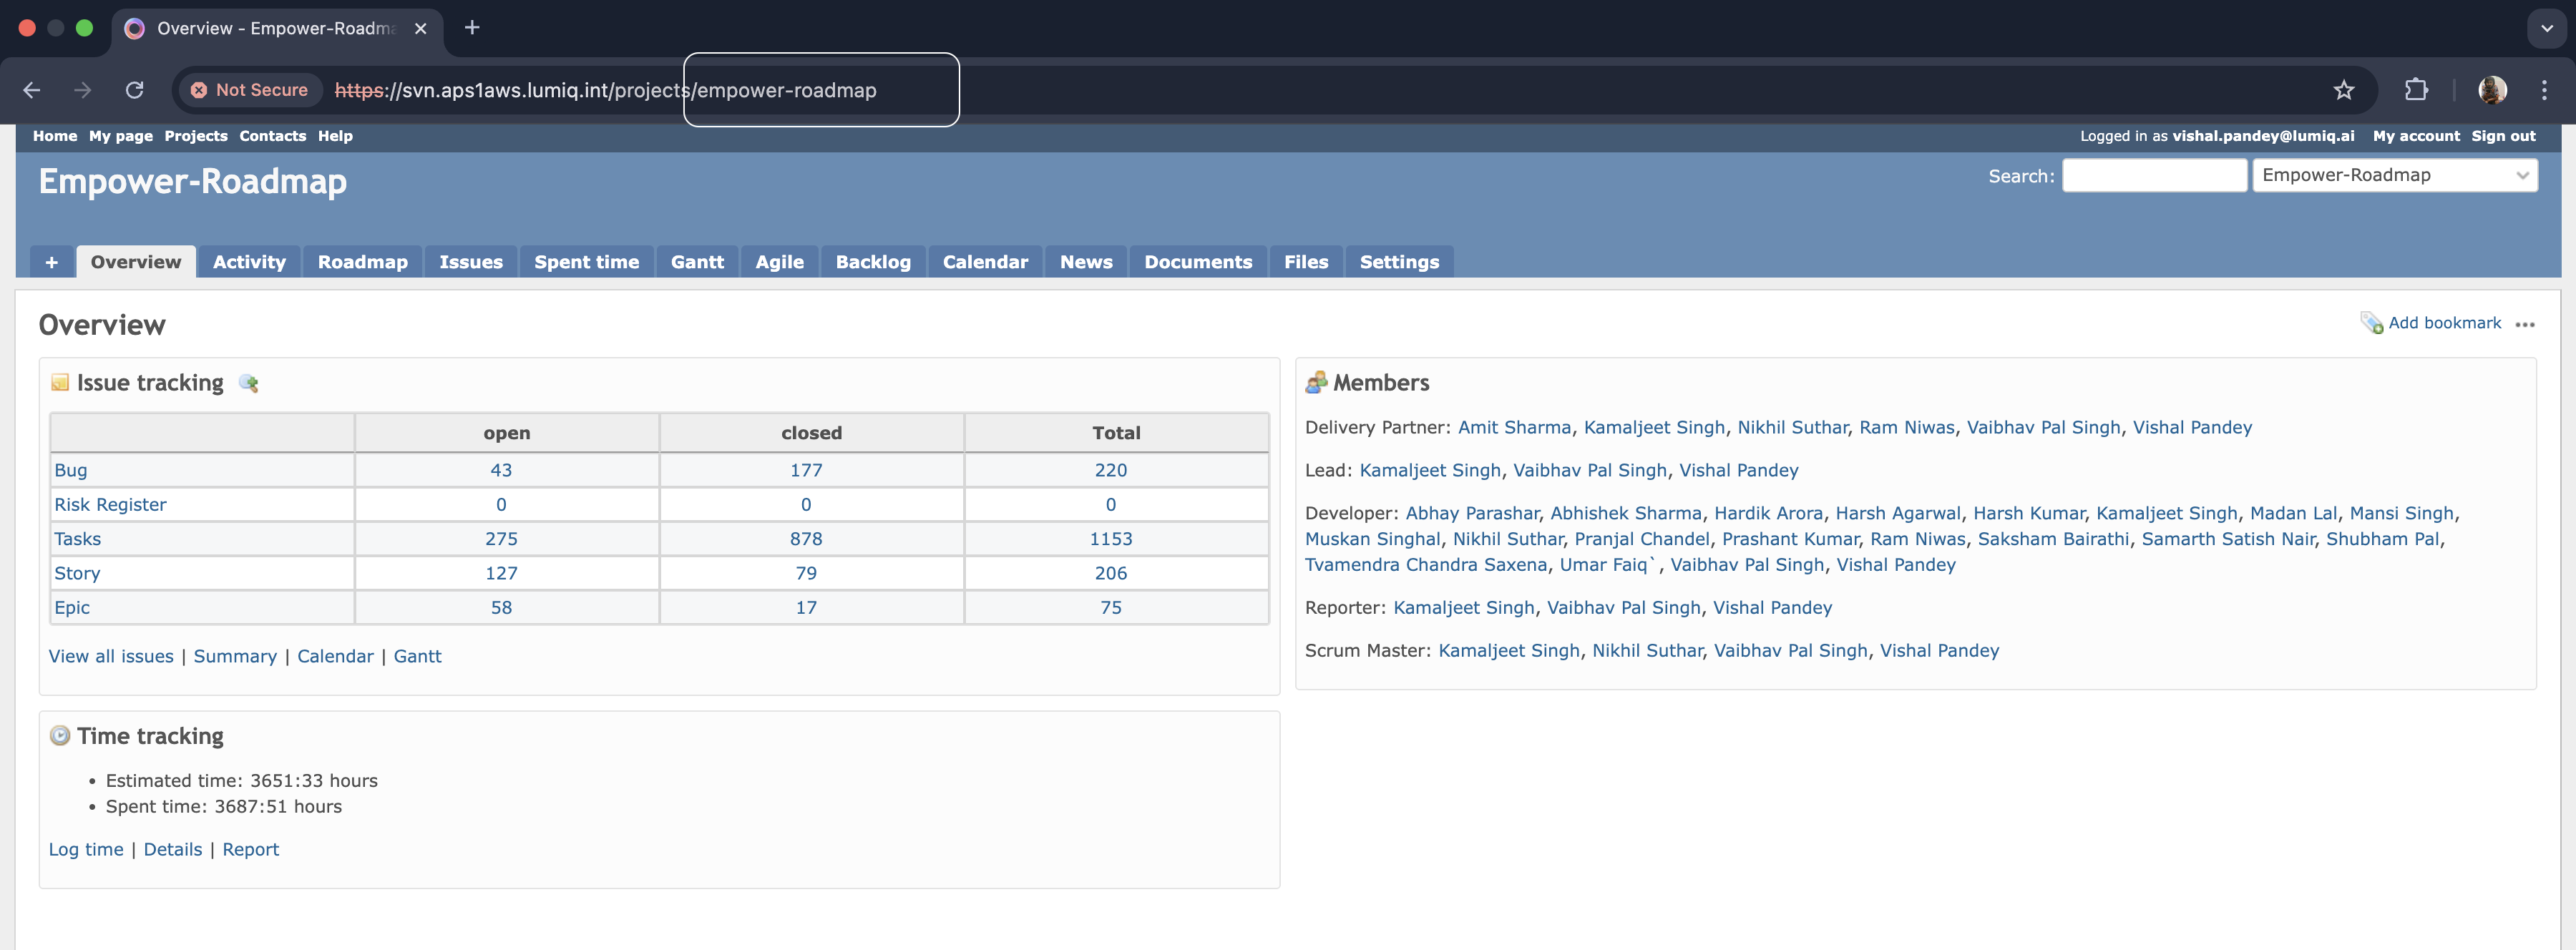 Overview - Empower-Roadma
Not Secure https://svn.aps1aws.lumiq.int/projects/empower-roadmap
Home My page Projects Contacts Help
Logged in as vishal.pandey@lumiq.ai My account Sign out
Empower-Roadmap
Search: Empower-Roadmap
+ Overview Activity Roadmap Issues Spent time Gantt Agile Backlog Calendar News Documents Files Settings
Overview
Add bookmark
Issue tracking
open closed Total
Bug 43 177 220
Risk Register 0 0 0
Tasks 275 878 1153
Story 127 79 206
Epic 58 17 75
View all issues | Summary | Calendar | Gantt
Members
Delivery Partner: Amit Sharma, Kamaljeet Singh, Nikhil Suthar, Ram Niwas, Vaibhav Pal Singh, Vishal Pandey
Lead: Kamaljeet Singh, Vaibhav Pal Singh, Vishal Pandey
Developer: Abhay Parashar, Abhishek Sharma, Hardik Arora, Harsh Agarwal, Harsh Kumar, Kamaljeet Singh, Madan Lal, Mansi Singh,
Muskan Singhal, Nikhil Suthar, Pranjal Chandel, Prashant Kumar, Ram Niwas, Saksham Bairathi, Samarth Satish Nair, Shubham Pal,
Tvamendra Chandra Saxena, Umar Faiq`, Vaibhav Pal Singh, Vishal Pandey
Reporter: Kamaljeet Singh, Vaibhav Pal Singh, Vishal Pandey
Scrum Master: Kamaljeet Singh, Nikhil Suthar, Vaibhav Pal Singh, Vishal Pandey
Time tracking
• Estimated time: 3651:33 hours
• Spent time: 3687:51 hours
Log time | Details | Report